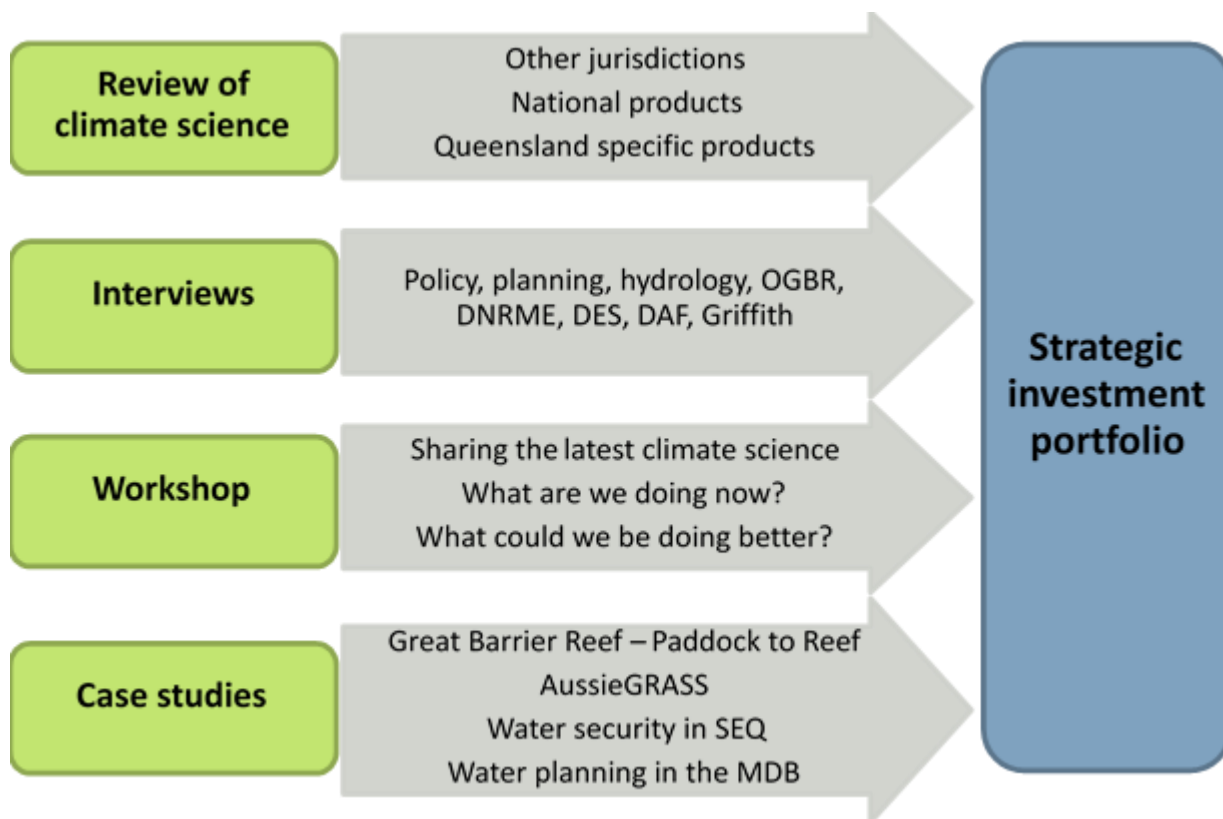 Review of
climate science
Other jurisdictions
National products
Queensland specific products
Interviews
Policy, planning, hydrology, OGBR,
DNRME, DES, DAF, Griffith
Workshop
Sharing the latest climate science
What are we doing now?
What could we be doing better?
Case studies
Great Barrier Reef – Paddock to Reef
AussieGRASS
Water security in SEQ
Water planning in the MDB
Strategic
investment
portfolio